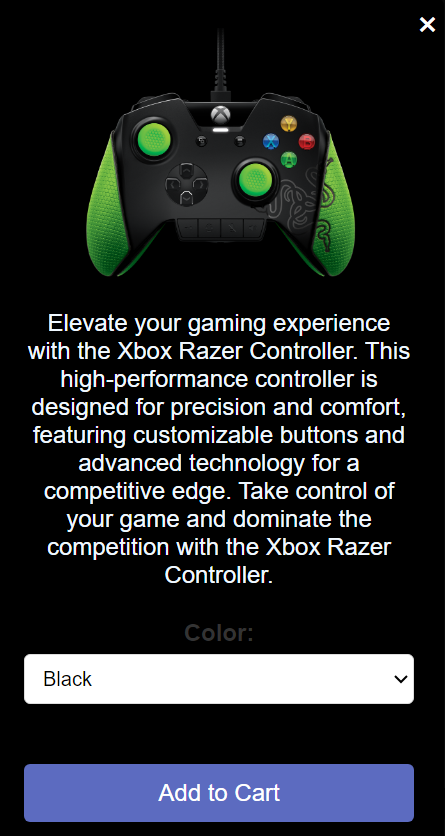 ×
Elevate your gaming experience
with the Xbox Razer Controller. This
high-performance controller is
designed for precision and comfort,
featuring customizable buttons and
advanced technology for a
competitive edge. Take control of
your game and dominate the
competition with the Xbox Razer
Controller.
Color:
Black
Add to Cart